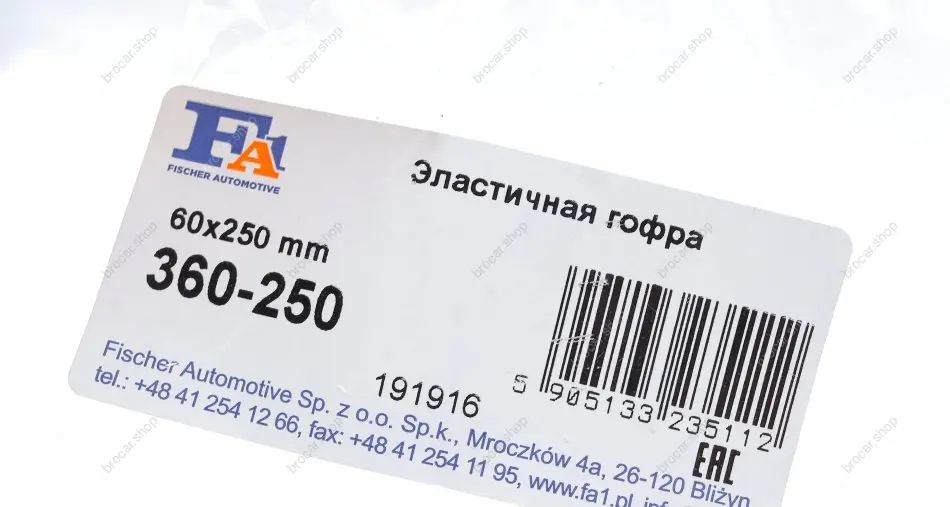 brocar.shop
FA1
FISCHER AUTOMOTIVE
Эластичная гофра
60x250 mm
360-250
191916
5 905133 235112
EAC
Fischer Automotive Sp. z o.o. Sp.k., Mroczków 4a, 26-120 Bliżyn
tel.: +48 41 254 12 66, fax: +48 41 254 11 95, www.fa1.pl